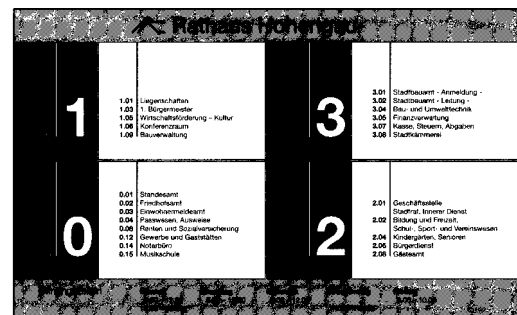 Rathaus Hohengau
1
1.01 Liegenschaften
1.03 1. Bürgermeister
1.05 Wirtschaftsförderung – Kultur
1.06 Konferenzraum
1.09 Bauverwaltung
3
3.01 Stadtbauamt - Anmeldung -
3.02 Stadtbauamt - Leitung -
3.04 Bau- und Umwelttechnik
3.05 Finanzverwaltung
3.07 Kasse, Steuern, Abgaben
3.08 Stadtkämmerei
0
0.01 Standesamt
0.02 Friedhofsamt
0.03 Einwohnermeldeamt
0.04 Passwesen, Ausweise
0.08 Renten und Sozialversicherung
0.12 Gewerbe und Gaststätten
0.14 Notarbüro
0.15 Musikschule
2
2.01 Geschäftsstelle
Stadtrat, Innerer Dienst
2.02 Bildung und Freizeit,
Schul-, Sport- und Vereinswesen
2.04 Kindergärten, Senioren
2.06 Bürgerdienst
2.08 Gästeamt